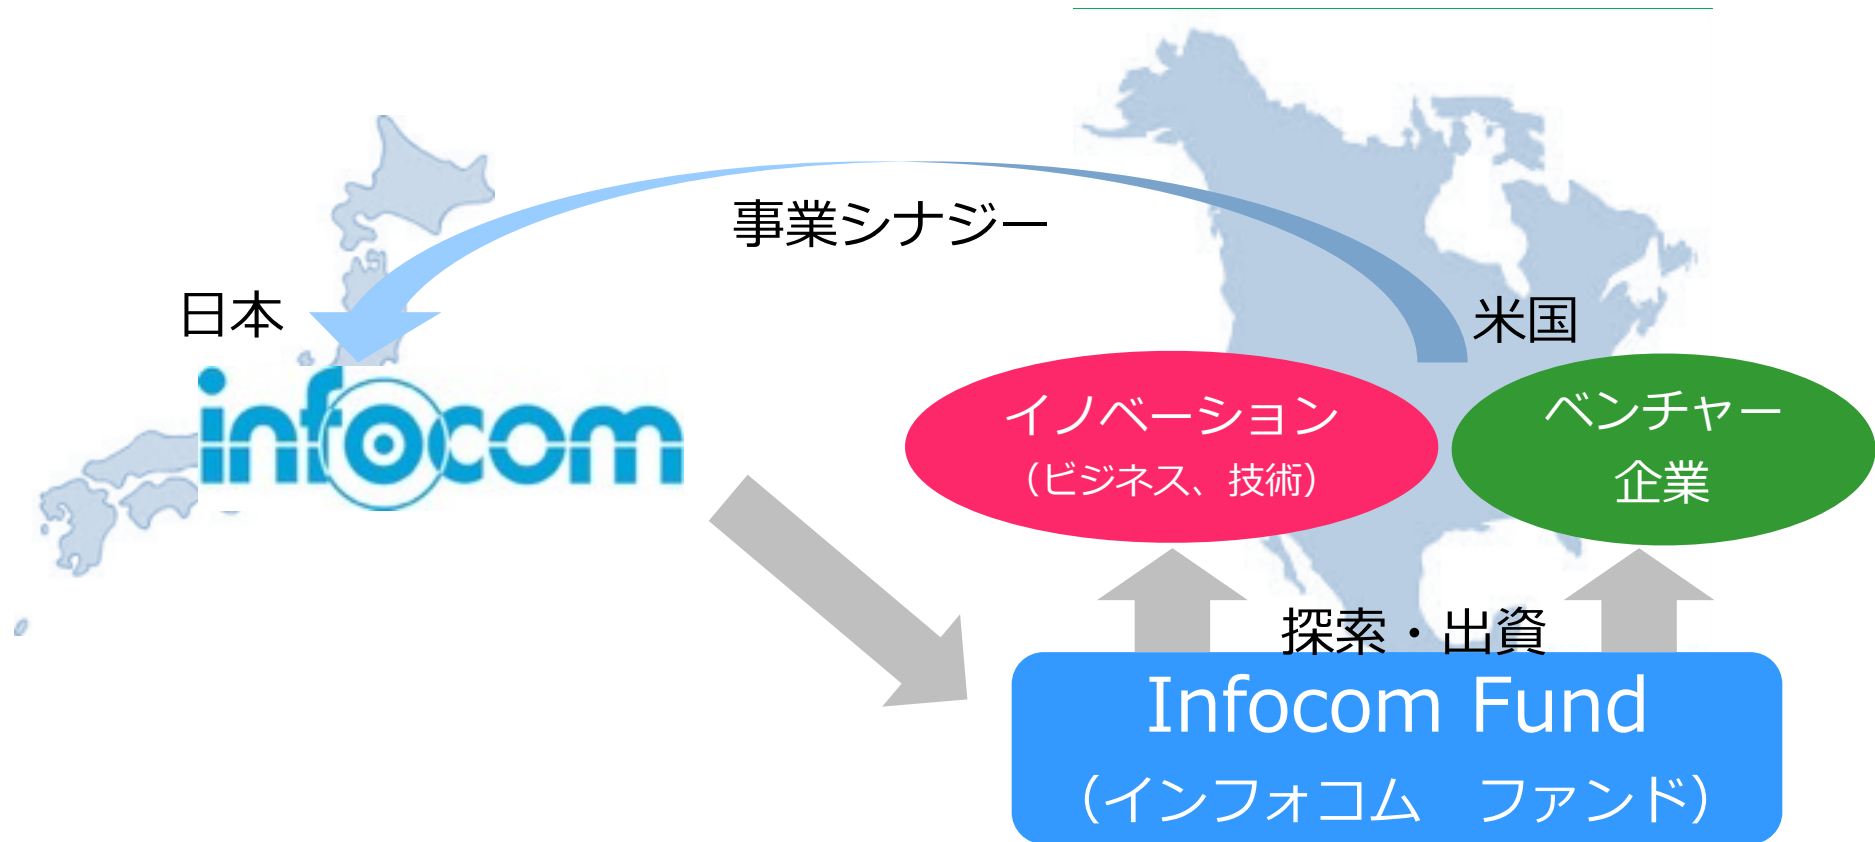 事業シナジー
日本
米国
infocom
イノベーション
（ビジネス、技術）
ベンチャー
企業
探索・出資
Infocom Fund
（インフォコム　ファンド）